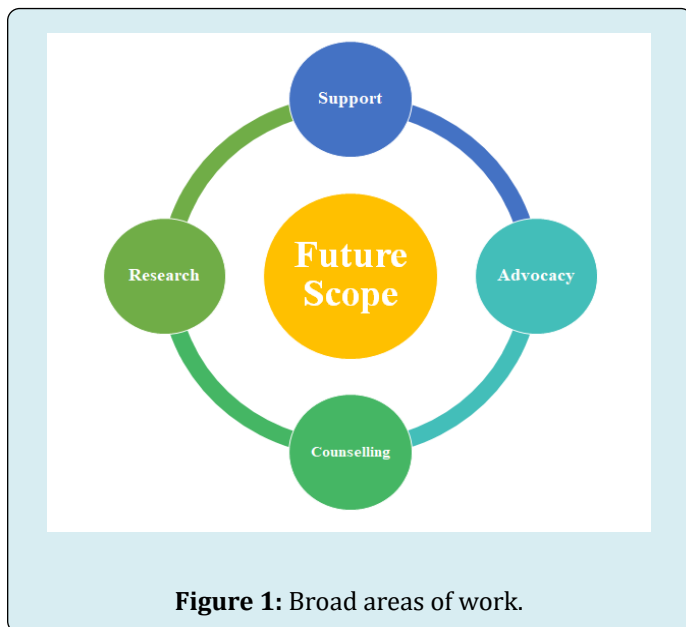 Support
Research
Future
Scope
Advocacy
Counselling
Figure 1: Broad areas of work.